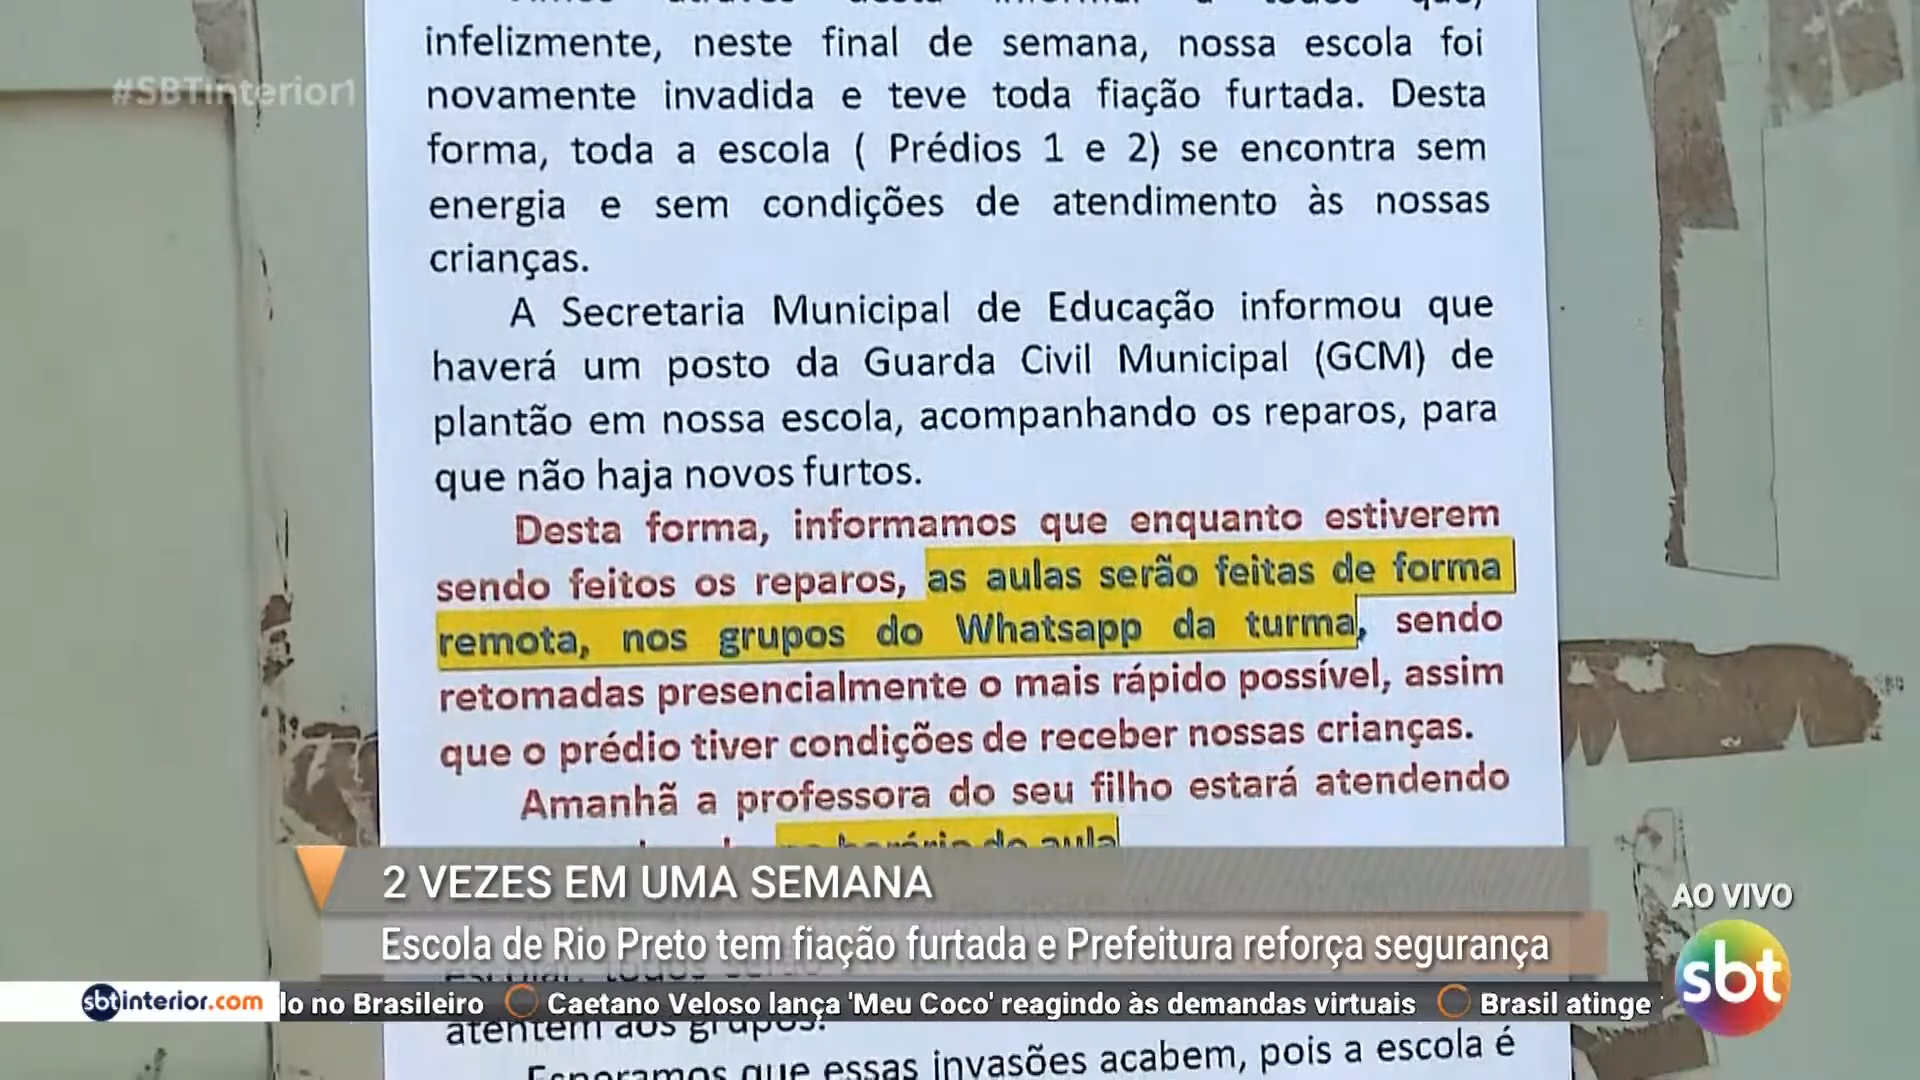 infelizmente, neste final de semana, nossa escola foi
#SBTInterior1
novamente invadida e teve toda fiação furtada. Desta
forma, toda a escola ( Prédios 1 e 2) se encontra sem
energia e sem condições de atendimento às nossas
crianças.
A Secretaria Municipal de Educação informou que
haverá um posto da Guarda Civil Municipal (GCM) de
plantão em nossa escola, acompanhando os reparos, para
que não haja novos furtos.
Desta forma, informamos que enquanto estiverem
sendo feitos os reparos, as aulas serão feitas de forma
remota, nos grupos do Whatsapp da turma, sendo
retomadas presencialmente o mais rápido possível, assim
que o prédio tiver condições de receber nossas crianças.
Amanhã a professora do seu filho estará atendendo
horário de aula
2 VEZES EM UMA SEMANA
AO VIVO
Escola de Rio Preto tem fiação furtada e Prefeitura reforça segurança
sbt
sbtinterior.com
no Brasileiro Caetano Veloso lança 'Meu Coco' reagindo às demandas virtuais Brasil atinge
atentem aos grupos.
Esperamos que essas invasões acabem, pois a escola é